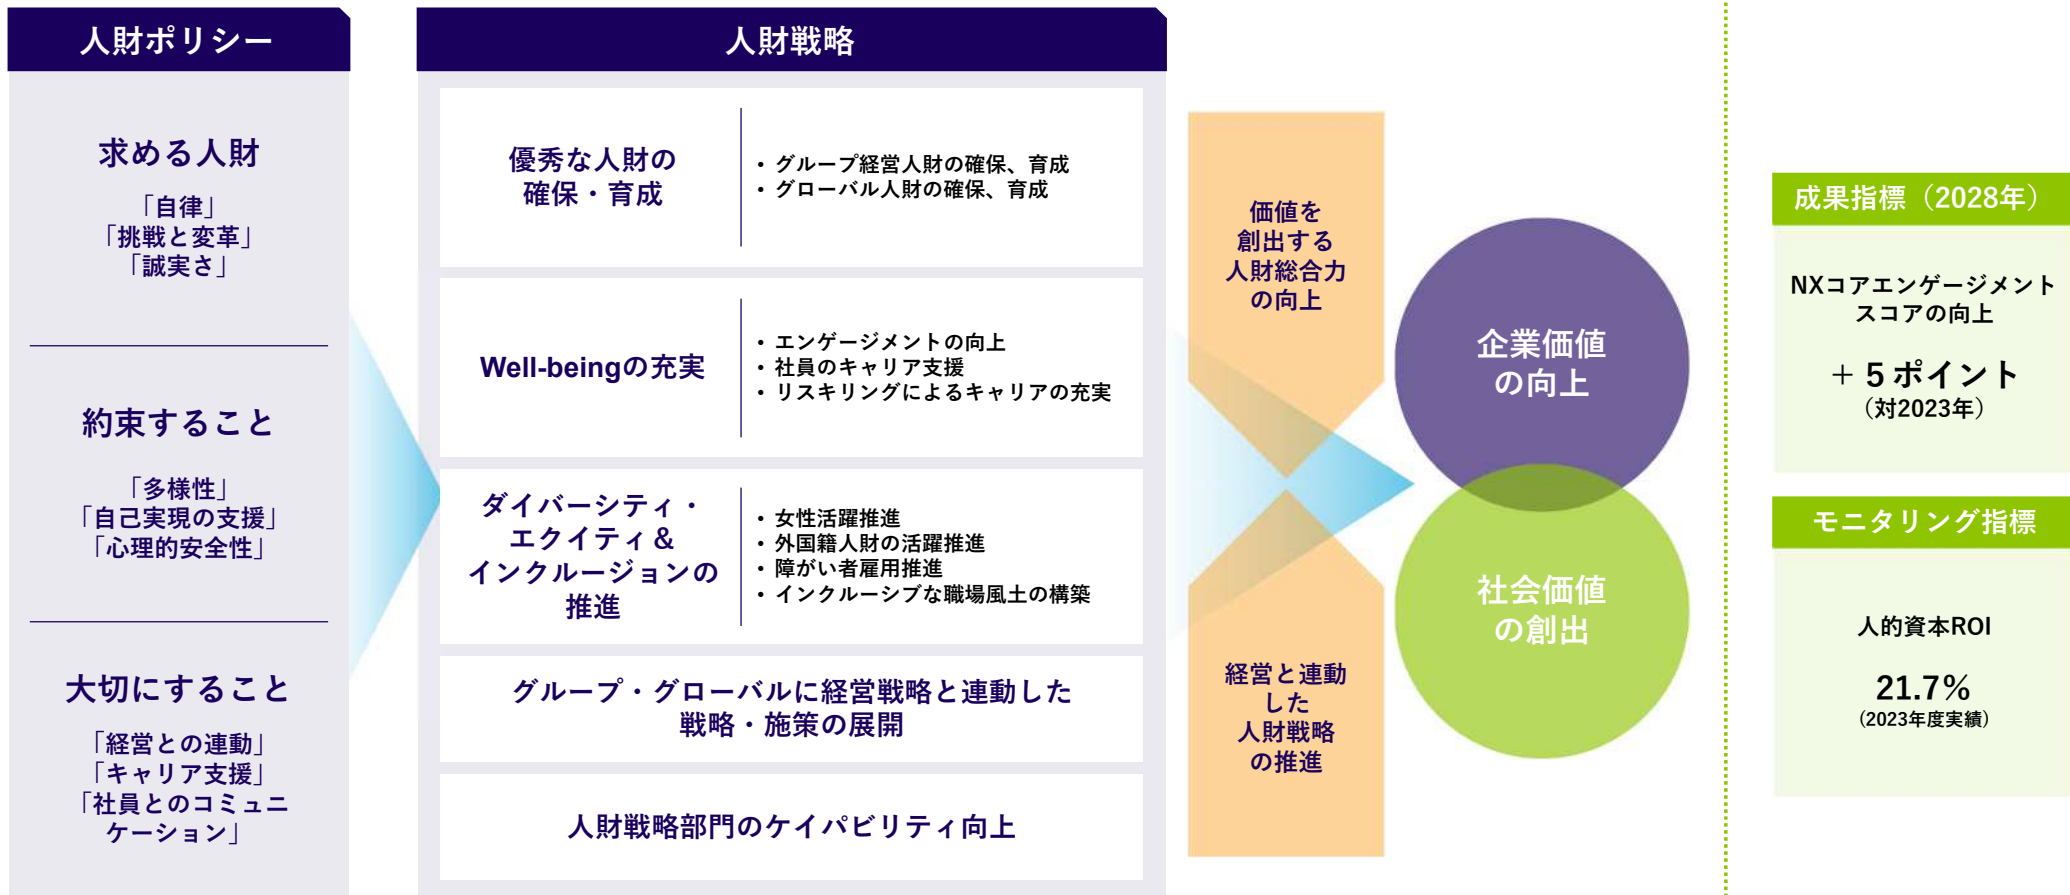 人財ポリシー
求める人財
「自律」
「挑戦と変革」
「誠実さ」
約束すること
「多様性」
「自己実現の支援」
「心理的安全性」
大切にすること
「経営との連動」
「キャリア支援」
「社員とのコミュニ
ケーション」
人財戦略
優秀な人財の
確保・育成
・グループ経営人財の確保、育成
・グローバル人財の確保、育成
Well-beingの充実
・エンゲージメントの向上
・社員のキャリア支援
・リスキリングによるキャリアの充実
ダイバーシティ・
エクイティ＆
インクルージョンの
推進
・女性活躍推進
・外国籍人財の活躍推進
・障がい者雇用推進
・インクルーシブな職場風土の構築
グループ・グローバルに経営戦略と連動した
戦略・施策の展開
人財戦略部門のケイパビリティ向上
価値を
創出する
人財総合力
の向上
経営と連動
した
人財戦略
の推進
企業価値
の向上
社会価値
の創出
成果指標（2028年）
NXコアエンゲージメント
スコアの向上
＋５ポイント
（対2023年）
モニタリング指標
人的資本ROI
21.7%
(2023年度実績)